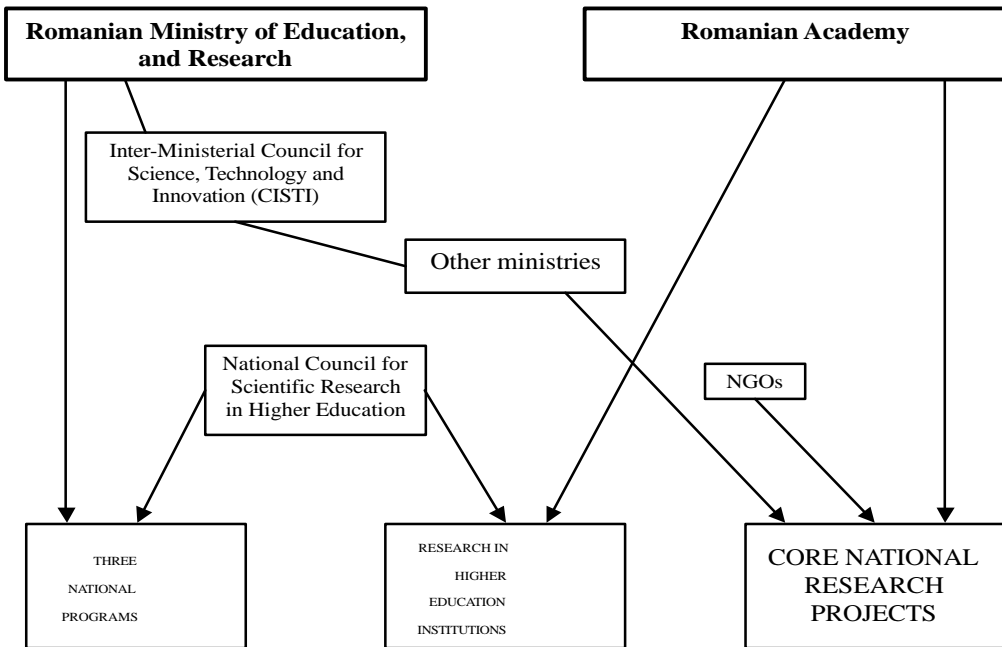 Romanian Ministry of Education,
and Research
Romanian Academy
Inter-Ministerial Council for
Science, Technology and
Innovation (CISTI)
Other ministries
National Council for
Scientific Research
in Higher Education
NGOs
THREE
NATIONAL
PROGRAMS
RESEARCH IN
HIGHER
EDUCATION
INSTITUTIONS
CORE NATIONAL
RESEARCH
PROJECTS